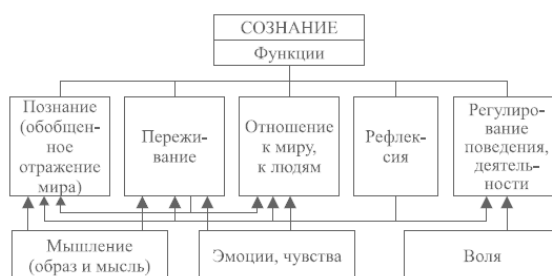 СОЗНАНИЕ
Функции
Познание
(обобщен-
ное
отражение
мира)
Пережи-
вание
Отношение
к миру,
к людям
Рефлек-
сия
Регулиро-
вание
поведения,
деятель-
ности
Мышление
(образ и мысль)
Эмоции, чувства
Воля